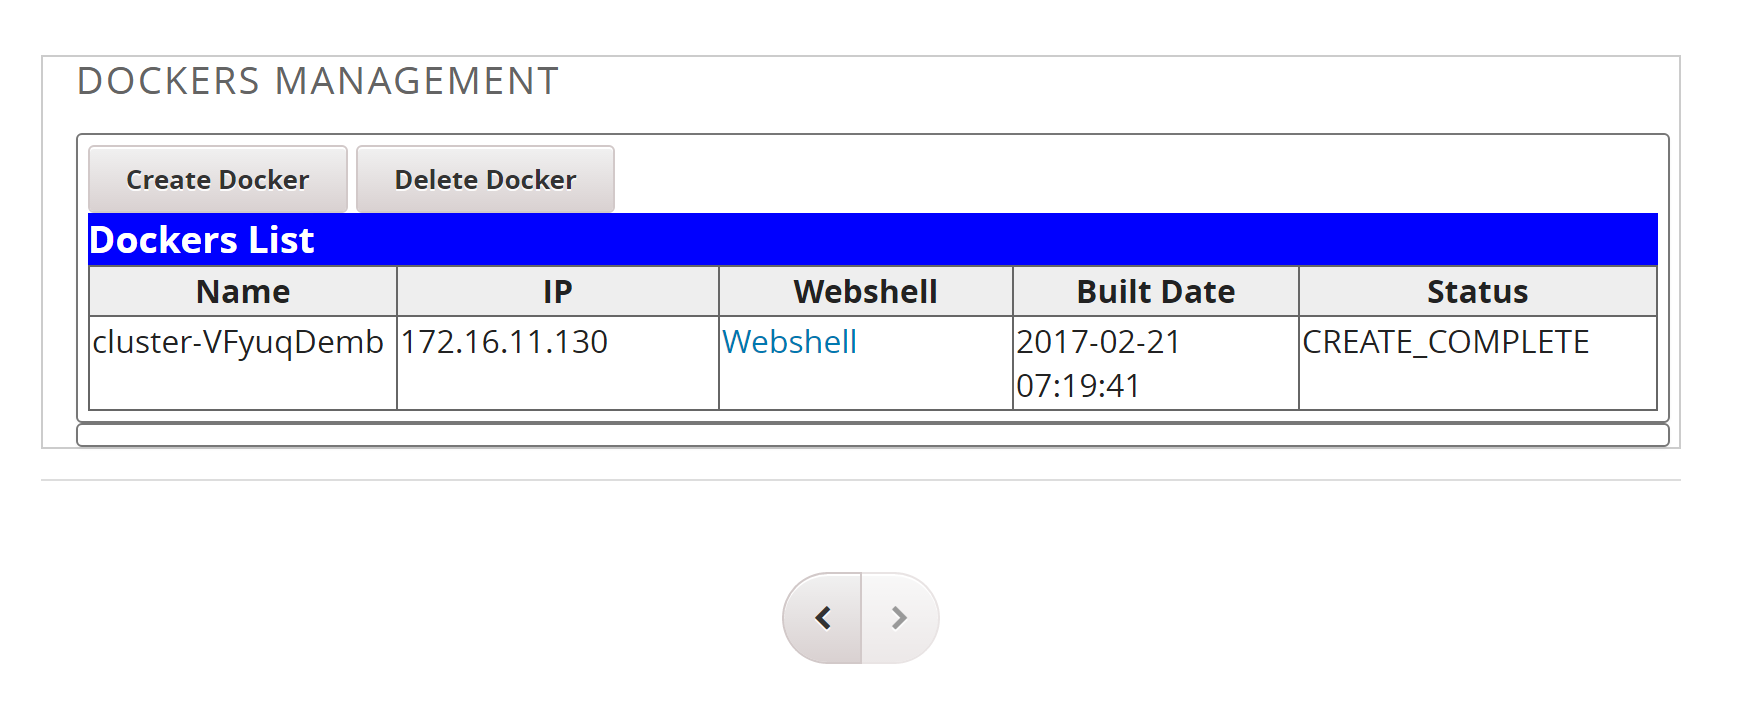 DOCKERS MANAGEMENT
Create Docker Delete Docker
Dockers List
Name IP Webshell Built Date Status
cluster-VFyuqDemb 172.16.11.130 Webshell 2017-02-21 CREATE_COMPLETE
07:19:41